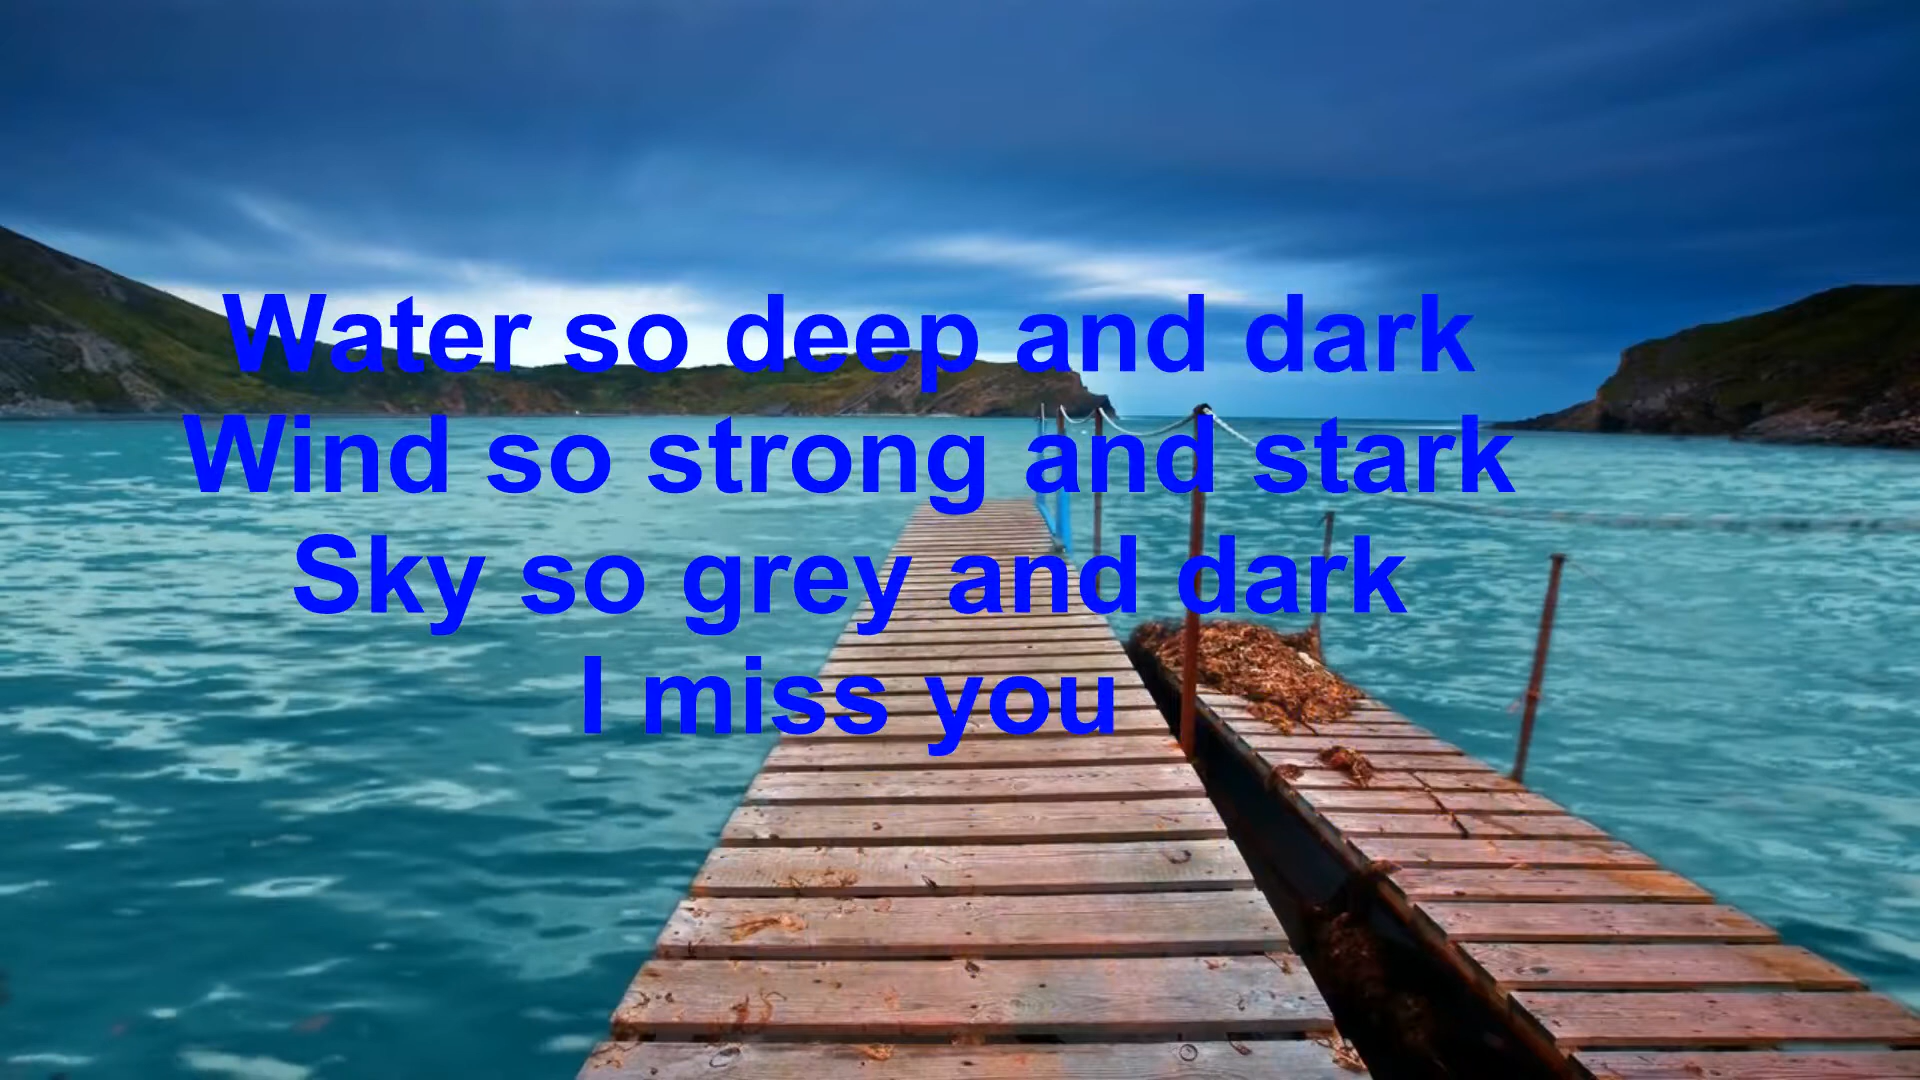 Water so deep and dark
Wind so strong and stark
Sky so grey and dark
I miss you